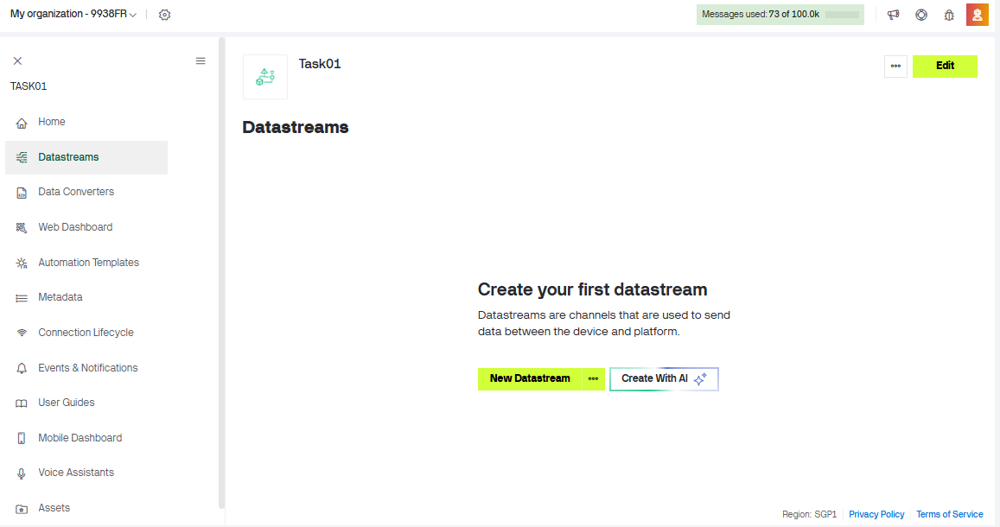 My organization - 9938FR
Messages used: 73 of 100.0k
TASK01
Home
Datastreams
Data Converters
Web Dashboard
Automation Templates
Metadata
Connection Lifecycle
Events & Notifications
User Guides
Mobile Dashboard
Voice Assistants
Assets
Task01
Edit
Datastreams
Create your first datastream
Datastreams are channels that are used to send
data between the device and platform.
New Datastream
Create With AI
Region: SGP1 Privacy Policy Terms of Service